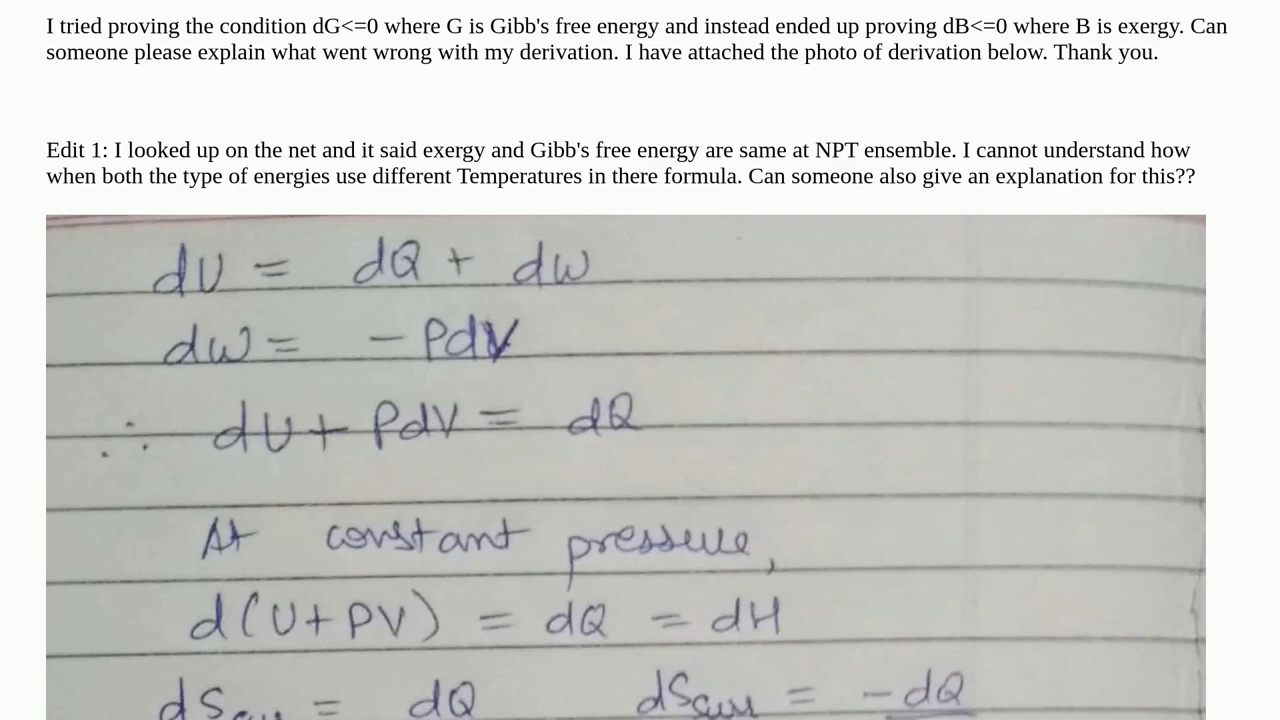 I tried proving the condition dG<=0 where G is Gibb's free energy and instead ended up proving dB<=0 where B is exergy. Can
someone please explain what went wrong with my derivation. I have attached the photo of derivation below. Thank you.
Edit 1: I looked up on the net and it said exergy and Gibb's free energy are same at NPT ensemble. I cannot understand how
when both the type of energies use different Temperatures in there formula. Can someone also give an explanation for this??
dU = dQ + dW
dW = - PdV
∴ dU + PdV = dQ
At constant pressure,
d(U+PV) = dQ = dH
= dQ dSsurr = -dQ